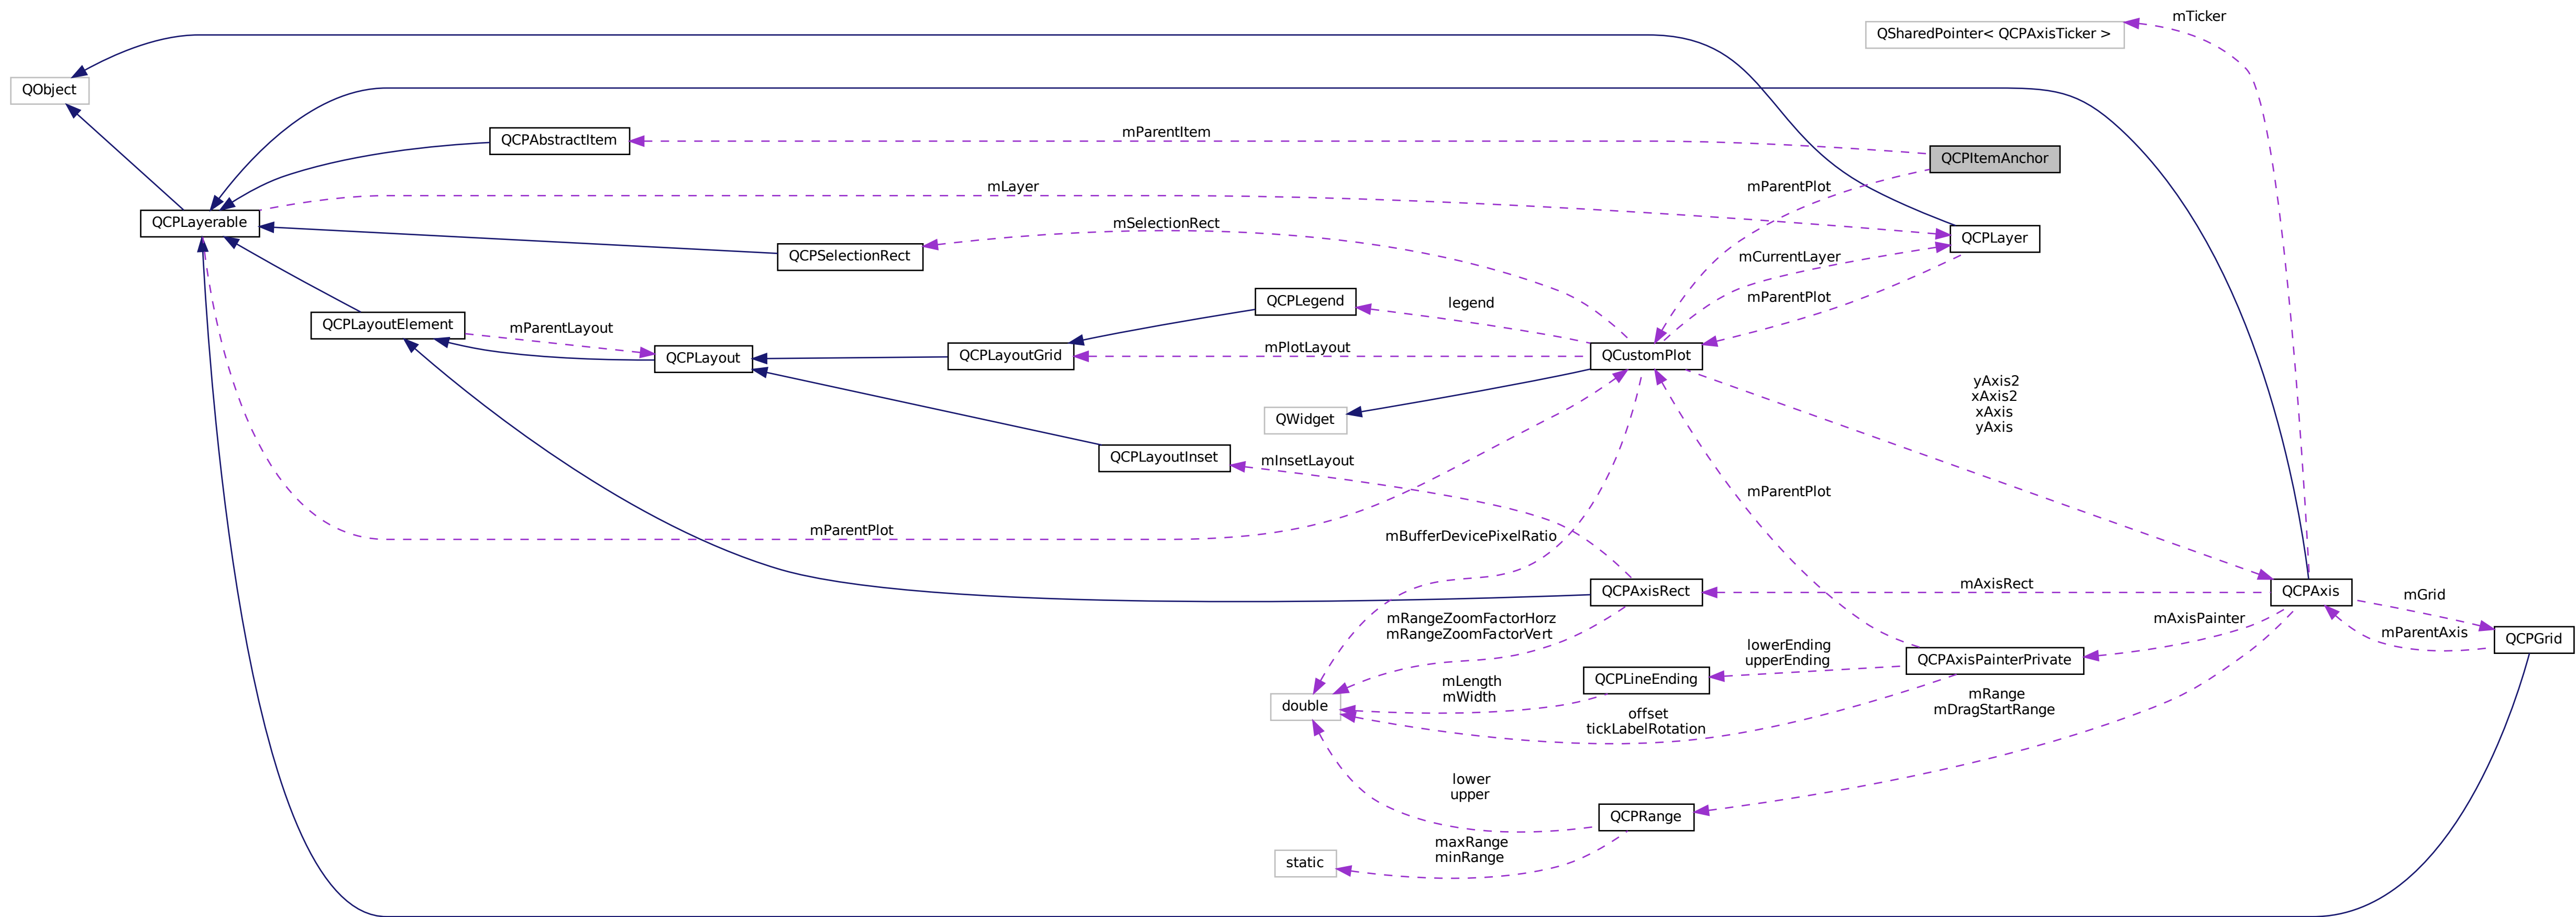 mTicker
QSharedPointer< QCPAxisTicker >
QObject
mParentItem
QCPAbstractItem
QCPItemAnchor
mLayer
mParentPlot
QCPLayerable
mSelectionRect
QCPLayer
QCPSelectionRect
mCurrentLayer
mParentPlot
QCPLegend
legend
QCPLayoutElement
mParentLayout
mPlotLayout
QCPLayout
QCPLayoutGrid
QCustomPlot
yAxis2
xAxis2
xAxis
yAxis
QWidget
QCPLayoutInset
mInsetLayout
mParentPlot
mParentPlot
mBufferDevicePixelRatio
mAxisRect
QCPAxisRect
QCPAxis
mGrid
mRangeZoomFactorHorz
mRangeZoomFactorVert
mAxisPainter
mParentAxis
QCPGrid
lowerEnding
upperEnding
QCPAxisPainterPrivate
QCPLineEnding
mLength
mWidth
mRange
mDragStartRange
double
offset
tickLabelRotation
lower
upper
QCPRange
maxRange
minRange
static